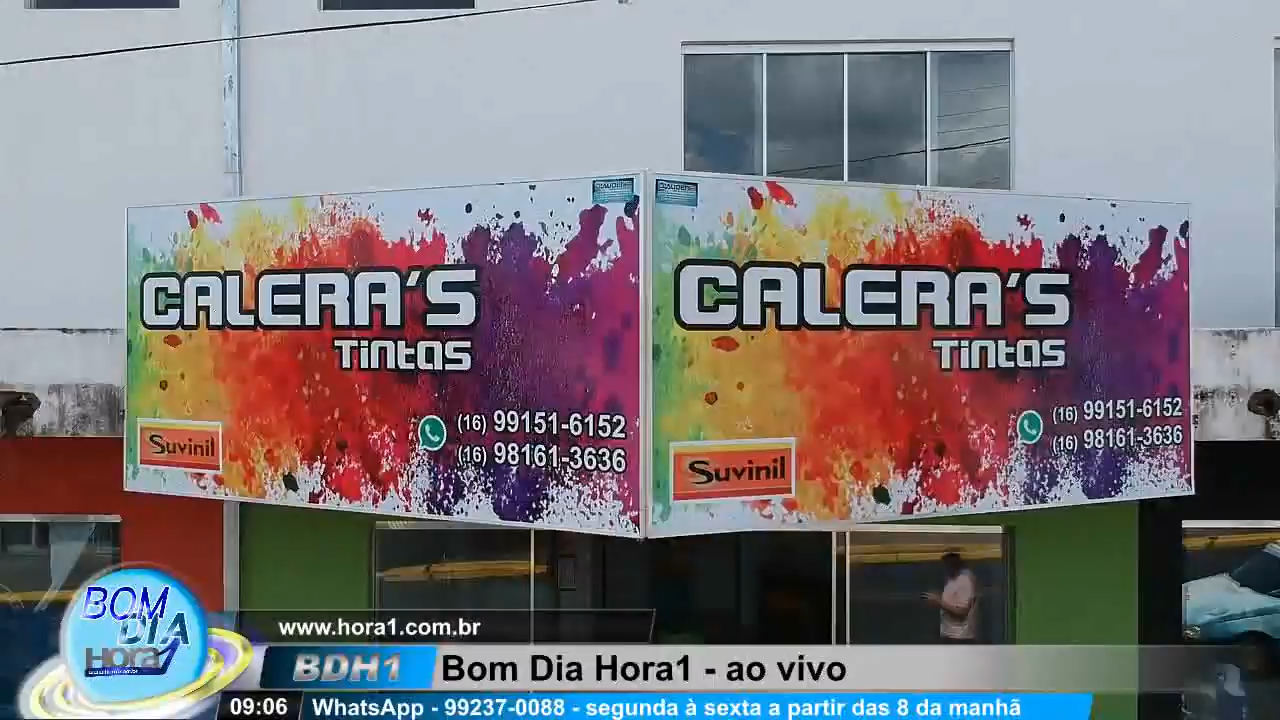 CALERA'S
TINTAS
Suvinil
(16) 99151-6152
(16) 98161-3636
CALERA'S
TINTAS
Suvinil
(16) 99151-6152
(16) 98161-3636
BOM
DIA
Hora1
www.hora1.com.br
BDH1
Bom Dia Hora1 - ao vivo
09:06
WhatsApp - 99237-0088 - segunda à sexta a partir das 8 da manhã